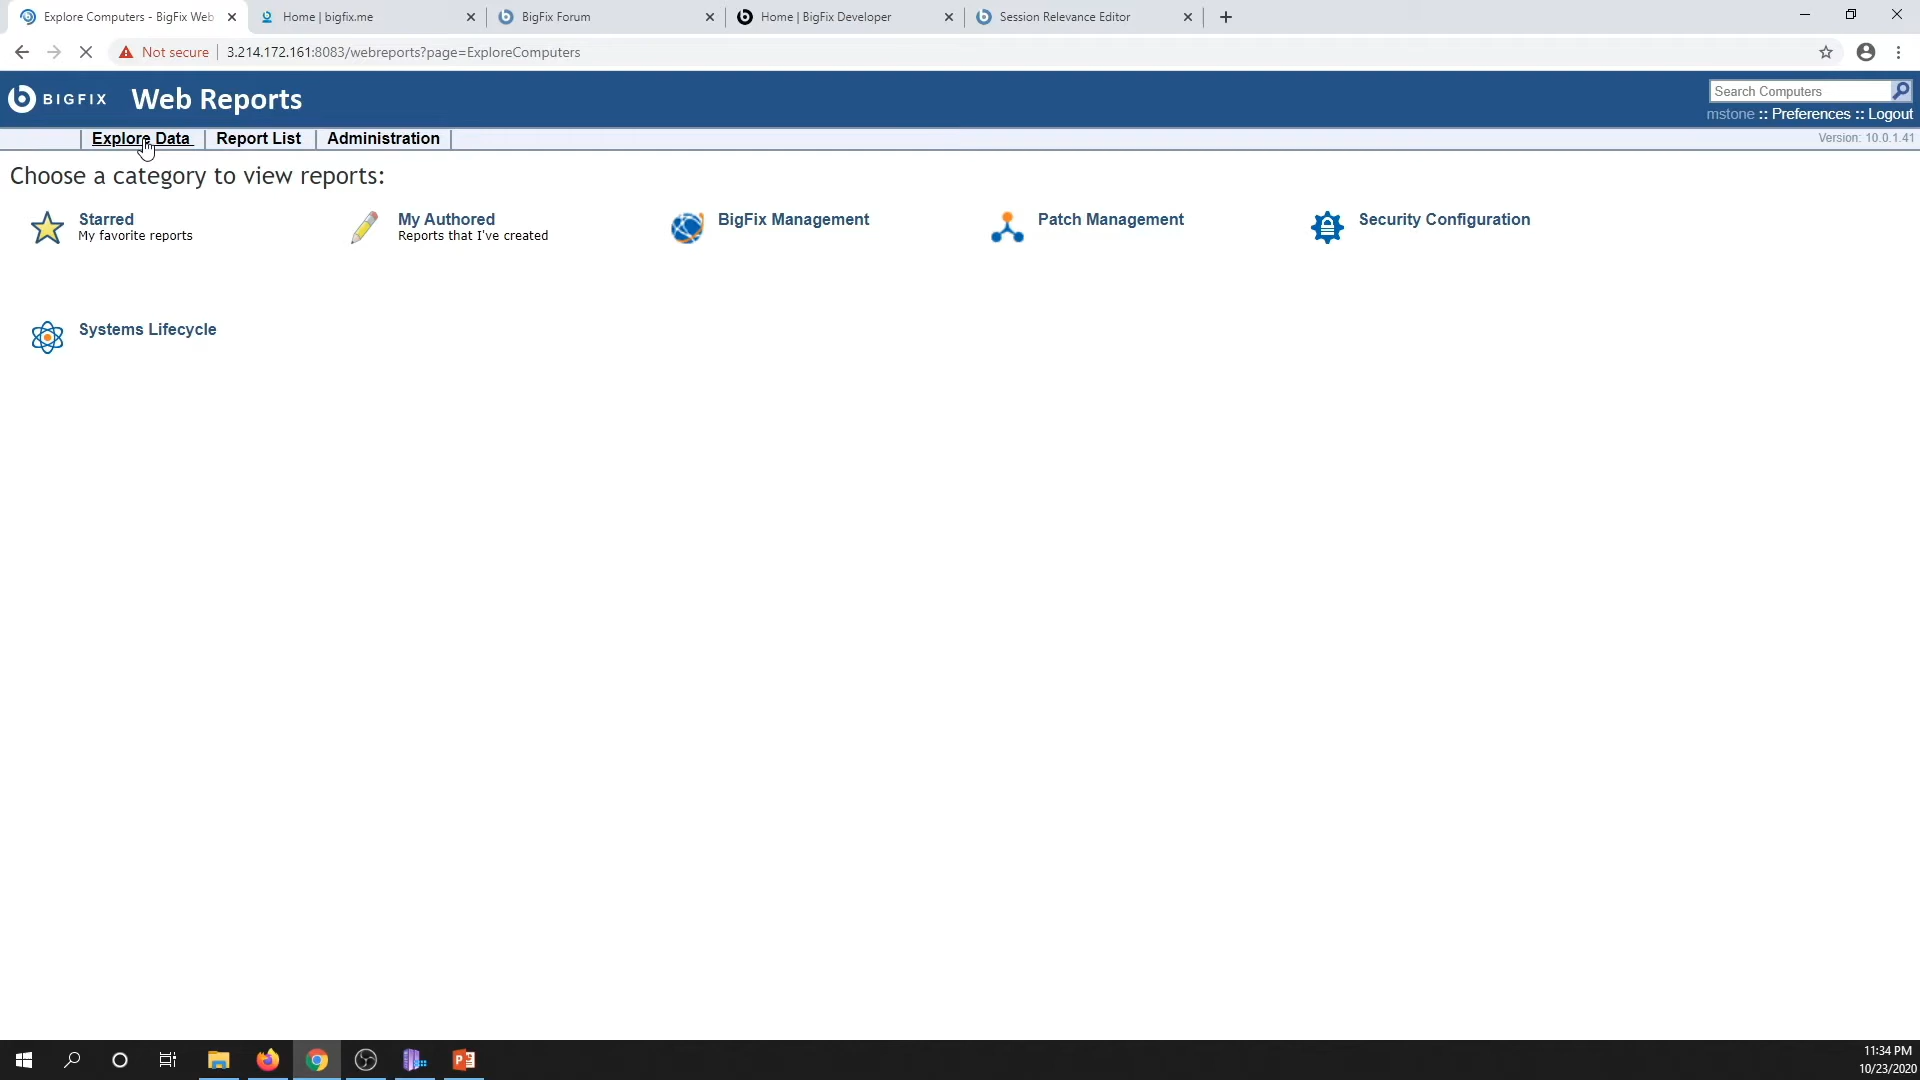 Explore Computers - BigFix Web
Home | bigfix.me
BigFix Forum
Home | BigFix Developer
Session Relevance Editor
Not secure
3.214.172.161:8083/webreports?page=ExploreComputers
BIGFIX
Web Reports
Search Computers
mstone :: Preferences :: Logout
Explore Data
Report List
Administration
Version: 10.0.1.41
Choose a category to view reports:
Starred
My favorite reports
My Authored
Reports that I've created
BigFix Management
Patch Management
Security Configuration
Systems Lifecycle
11:34 PM
10/23/2020